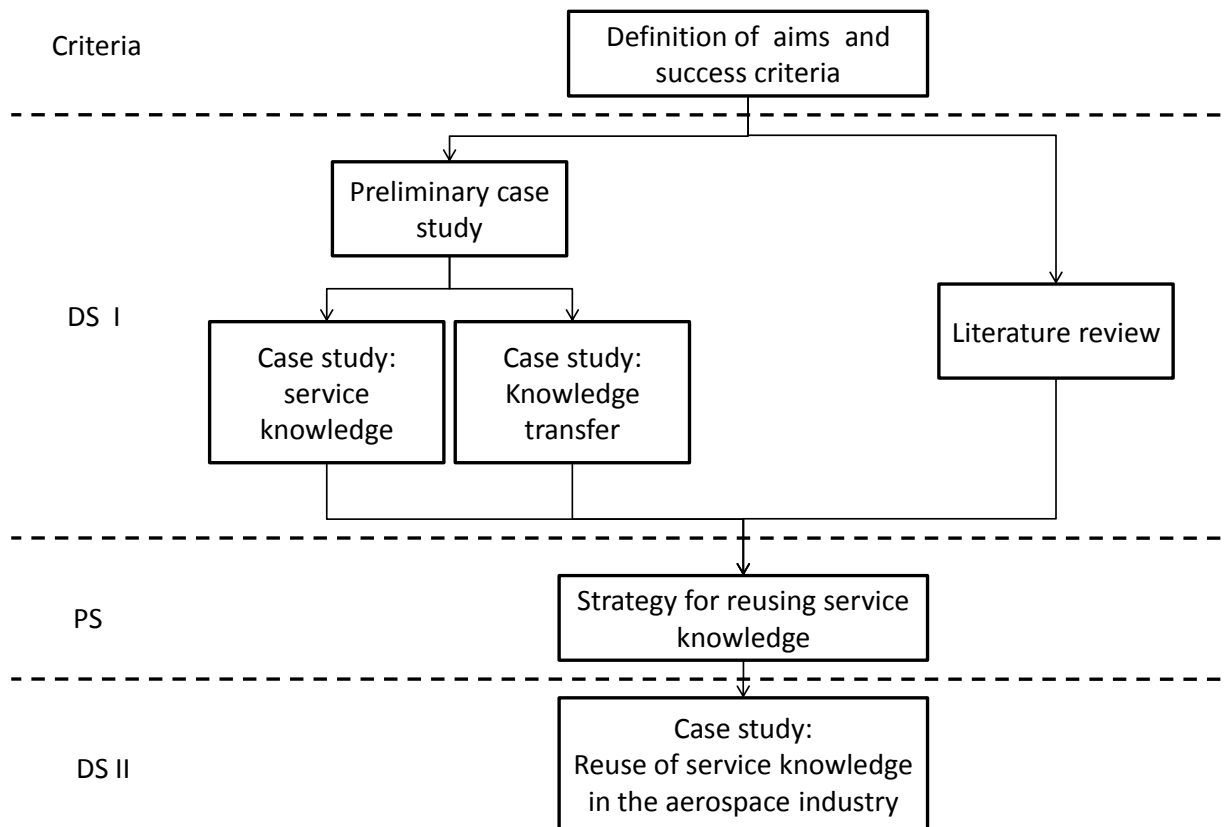 Criteria
Definition of aims and
success criteria
Preliminary case
study
DS I
Case study:
service
knowledge
Case study:
Knowledge
transfer
Literature review
PS
Strategy for reusing service
knowledge
DS II
Case study:
Reuse of service knowledge
in the aerospace industry